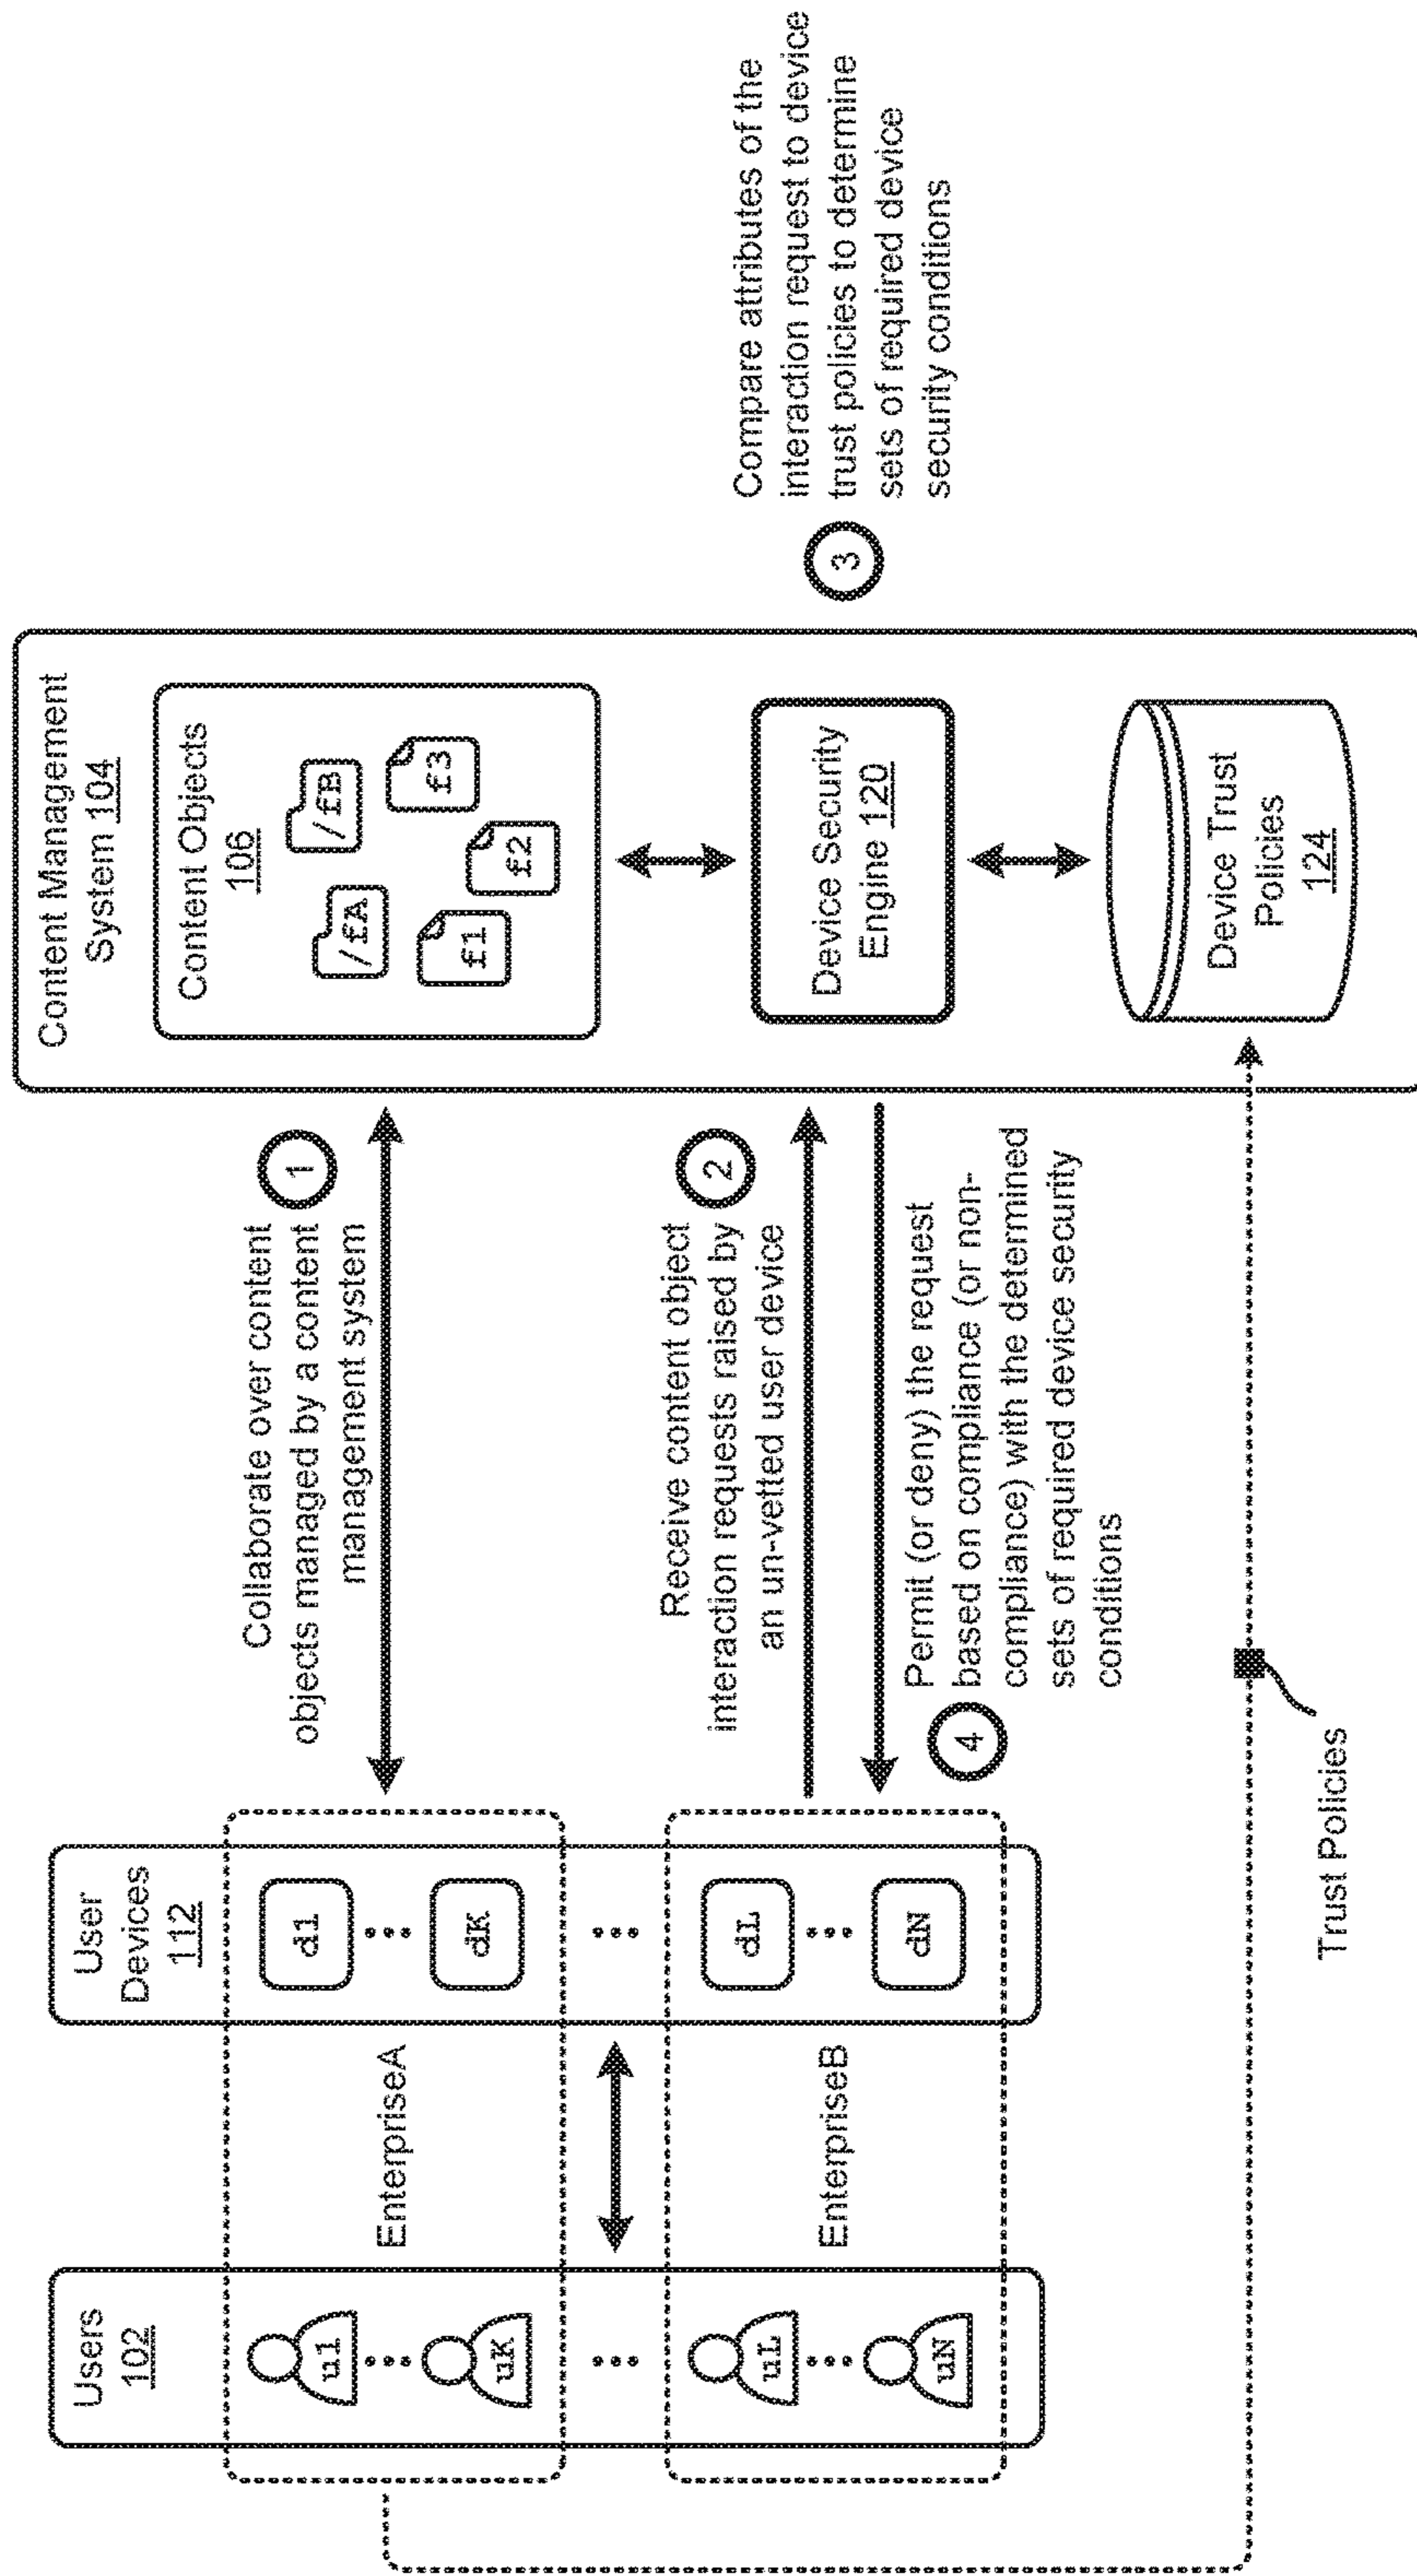 Users
102
u1
uK
uL
uN
EnterpriseA
EnterpriseB
User
Devices
112
d1
dK
dL
dN
Collaborate over content
objects managed by a content
management system
1
Receive content object
interaction requests raised by
an un-vetted user device
2
4
Permit (or deny) the request
based on compliance (or non-
compliance) with the determined
sets of required device security
conditions
Trust Policies
Content Management
System 104
Content Objects
106
/fA
/fB
f1
f2
f3
Device Security
Engine 120
Device Trust
Policies
124
3
Compare attributes of the
interaction request to device
trust policies to determine
sets of required device
security conditions